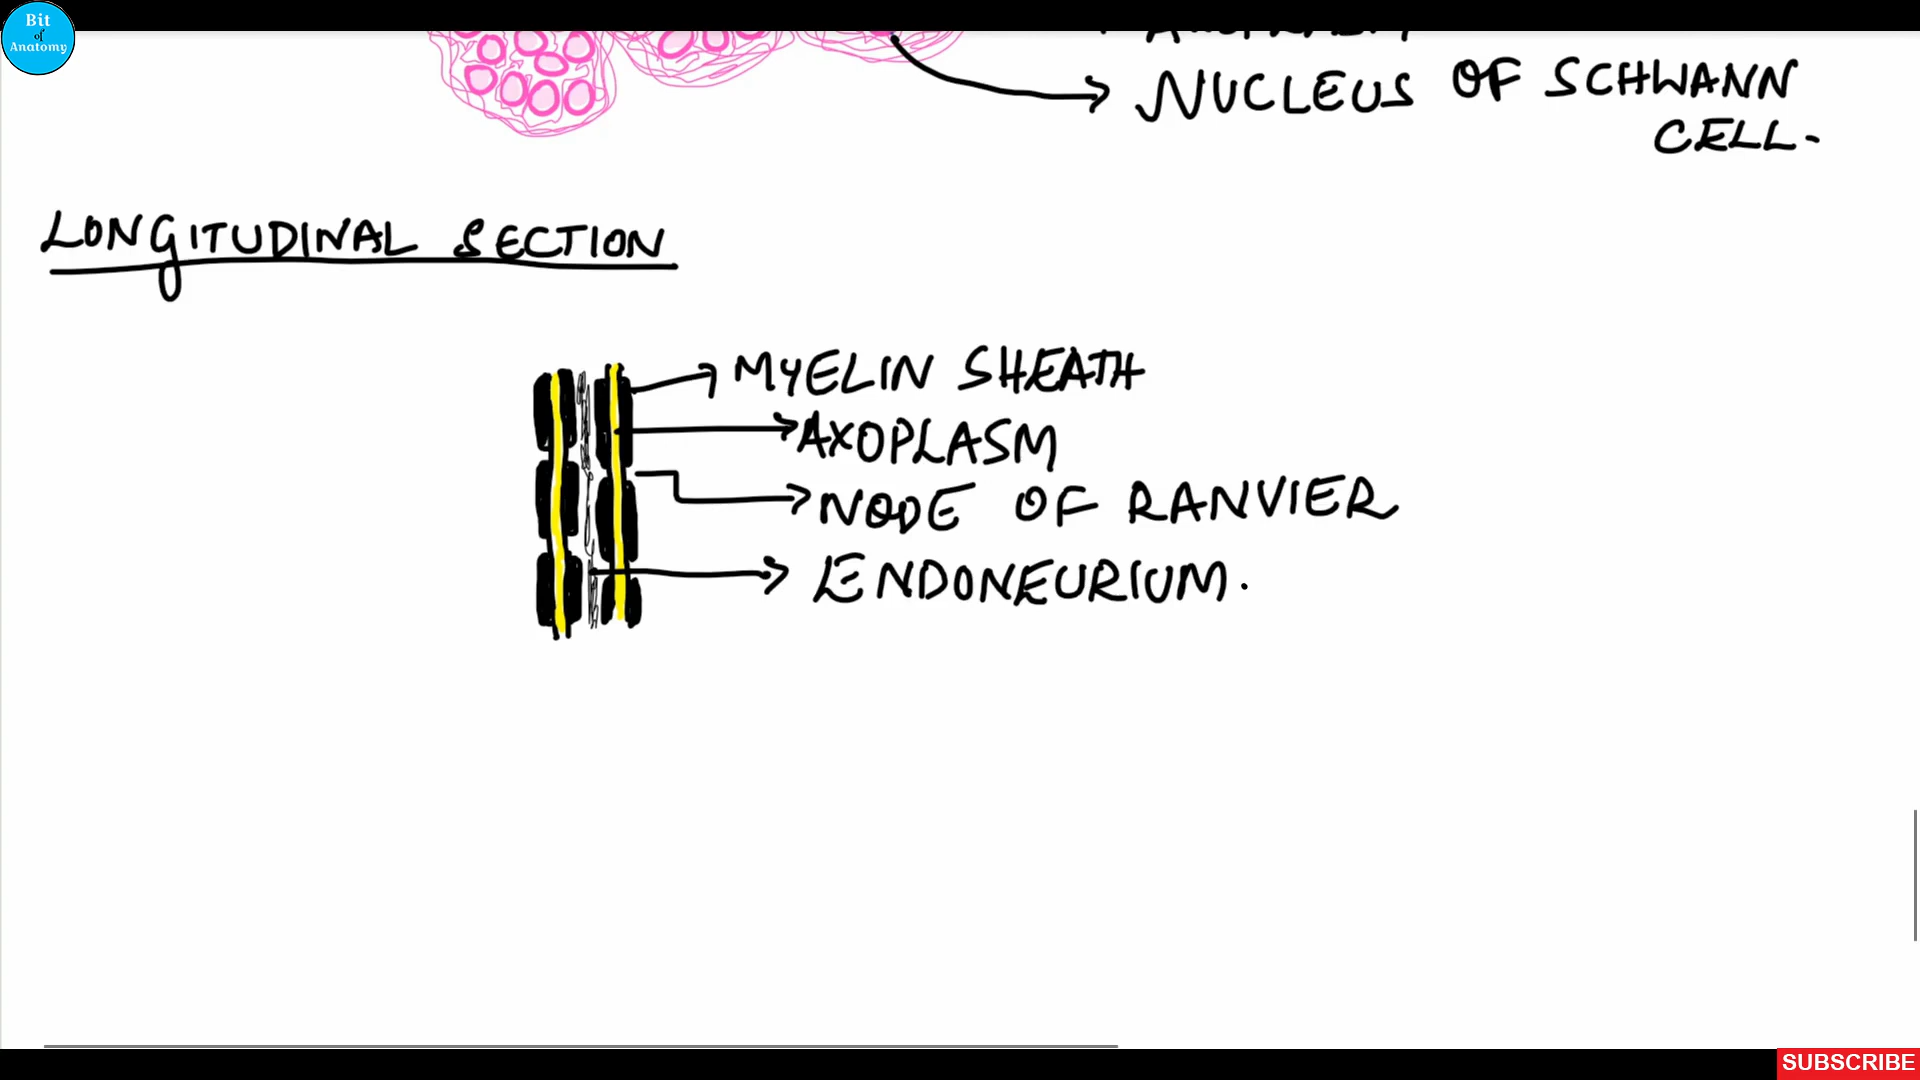 Bit
of
Anatomy
NUCLEUS OF SCHWANN
CELL-
LONGITUDINAL SECTION
MYELIN SHEATH
AXOPLASM
NODE OF RANVIER
ENDONEURIUM.
SUBSCRIBE